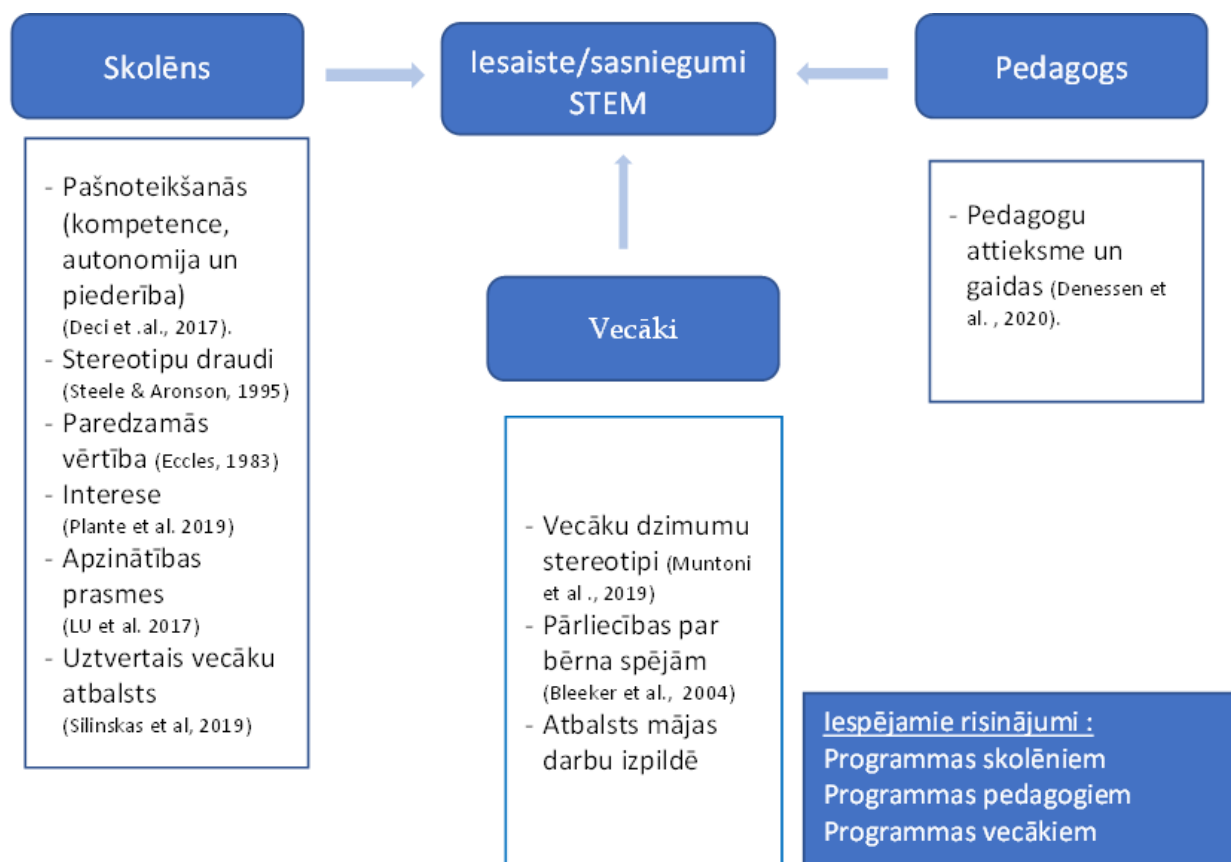 Skolēns
- Pašnoteikšanās
(kompetence,
autonomija un
piederība)
(Deci et .al., 2017).
- Stereotipu draudi
(Steele & Aronson, 1995)
- Paredzamās
vērtība (Eccles, 1983)
- Interese
(Plante et al. 2019)
- Apzinātības
prasmes
(LU et al. 2017)
- Uztvertais vecāku
atbalsts
(Silinskas et al, 2019)
Iesaiste/sasniegumi
STEM
Vecāki
- Vecāku dzimumu
stereotipi (Muntoni
et al ., 2019)
- Pārliecības par
bērna spējām
(Bleeker et al., 2004)
- Atbalsts mājas
darbu izpildē
Pedagogs
- Pedagogu
attieksme un
gaidas (Denessen et
al. , 2020).
Iespējamie risinājumi :
Programmas skolēniem
Programmas pedagogiem
Programmas vecākiem